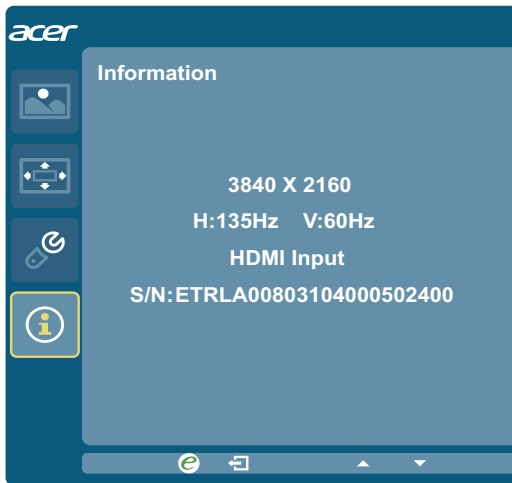 acer
Information
3840 X 2160
H:135Hz V:60Hz
HDMI Input
S/N:ETRLA00803104000502400
e